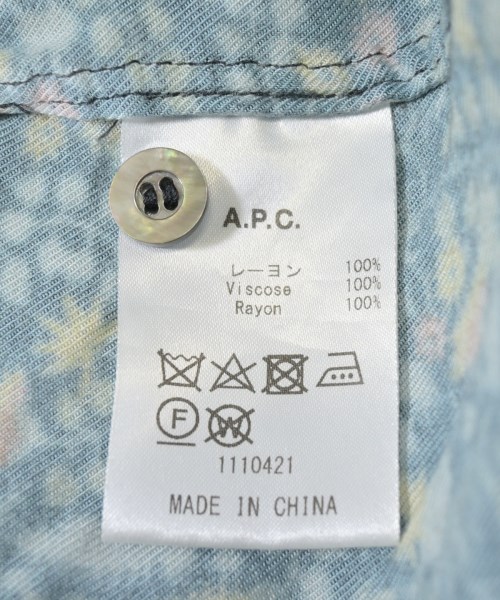 A.P.C.
レーヨン 100%
Viscose 100%
Rayon 100%
F W
1110421
MADE IN CHINA